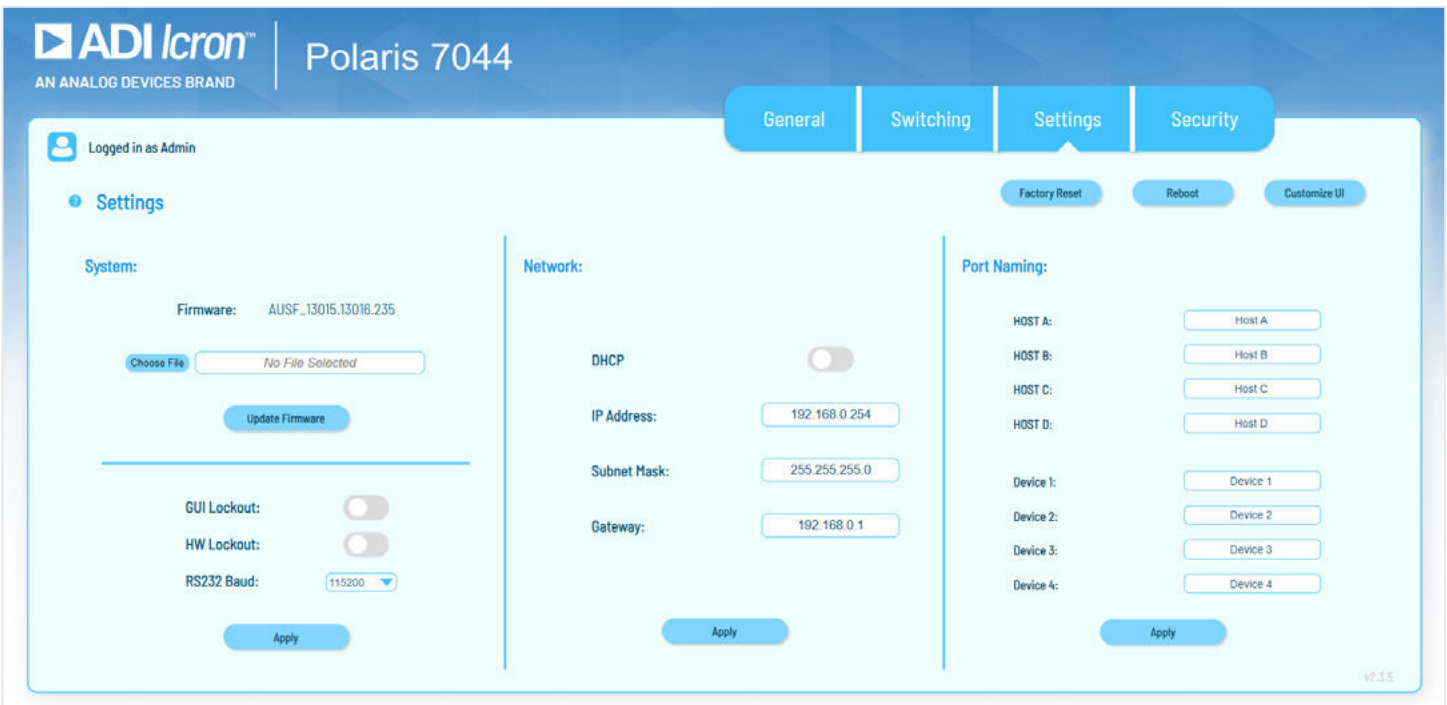 ADI Icron™
AN ANALOG DEVICES BRAND
Polaris 7044
General
Switching
Settings
Security
Logged in as Admin
? Settings
Factory Reset
Reboot
Customize UI
System:
Firmware: AUSF_13015.13016.235
Choose File No File Selected
Update Firmware
GUI Lockout:
HW Lockout:
RS232 Baud: 115200
Apply
Network:
DHCP
IP Address: 192.168.0.254
Subnet Mask: 255.255.255.0
Gateway: 192.168.0.1
Apply
Port Naming:
HOST A: Host A
HOST B: Host B
HOST C: Host C
HOST D: Host D
Device 1: Device 1
Device 2: Device 2
Device 3: Device 3
Device 4: Device 4
Apply
v2.3.5